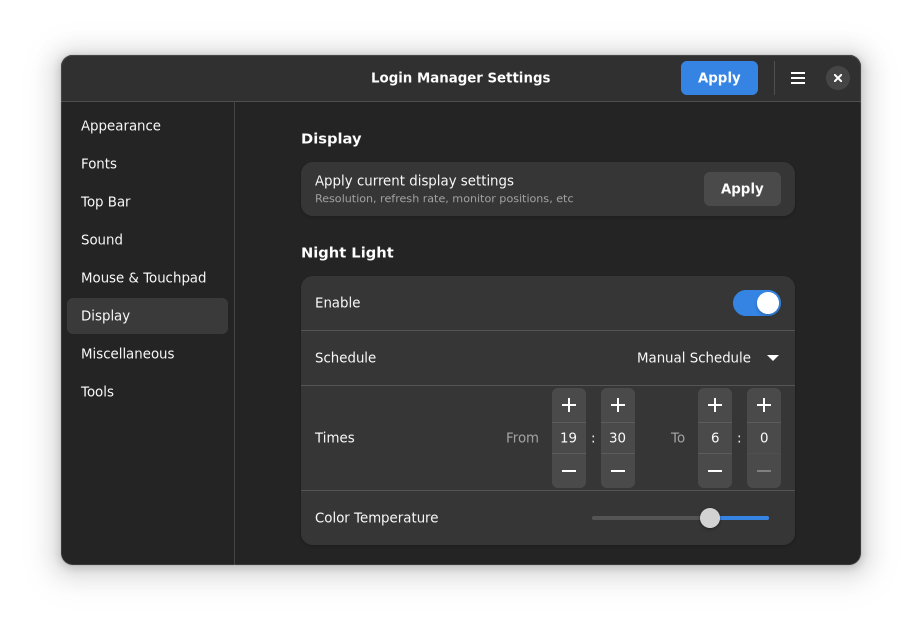 Login Manager Settings
Apply
Appearance
Fonts
Top Bar
Sound
Mouse & Touchpad
Display
Miscellaneous
Tools
Display
Apply current display settings
Resolution, refresh rate, monitor positions, etc
Apply
Night Light
Enable
Schedule
Manual Schedule
Times
From
19 : 30
To
6 : 0
Color Temperature